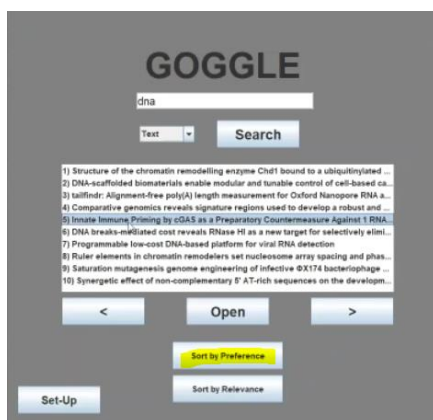 GOGGLE
dna
Text
Search
1) Structure of the chromatin remodelling enzyme Chd1 bound to a ubiquitinylated ...
2) DNA-scaffolded biomaterials enable modular and tunable control of cell-based ca...
3) tailfindr: Alignment-free poly(A) length measurement for Oxford Nanopore RNA a...
4) Comparative genomics reveals signature regions used to develop a robust and ...
5) Innate Immune Priming by cGAS as a Preparatory Countermeasure Against 1 RNA...
6) DNA breaks-mediated cost reveals RNase HI as a new target for selectively elimi...
7) Programmable low-cost DNA-based platform for viral RNA detection
8) Ruler elements in chromatin remodelers set nucleosome array spacing and phas...
9) Saturation mutagenesis genome engineering of infective ΦX174 bacteriophage ...
10) Synergetic effect of non-complementary 5' AT-rich sequences on the developm...
< Open >
Sort by Preference
Sort by Relevance
Set-Up